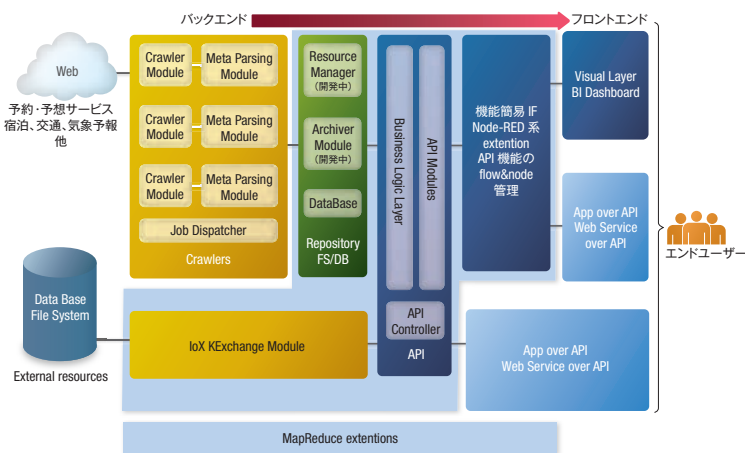 バックエンド
フロントエンド
Web
予約・予想サービス
宿泊、交通、気象予報
他
Crawler
Module
Meta Parsing
Module
Crawler
Module
Meta Parsing
Module
Crawler
Module
Meta Parsing
Module
Job Dispatcher
Crawlers
Resource
Manager
(開発中)
Archiver
Module
(開発中)
DataBase
Repository
FS/DB
Business Logic Layer
API Modules
API
Controller
API
機能簡易 IF
Node-RED 系
extention
API 機能の
flow&node
管理
Visual Layer
BI Dashboard
App over API
Web Service
over API
エンドユーザー
Data Base
File System
External resources
IoX KExchange Module
App over API
Web Service over API
MapReduce extentions